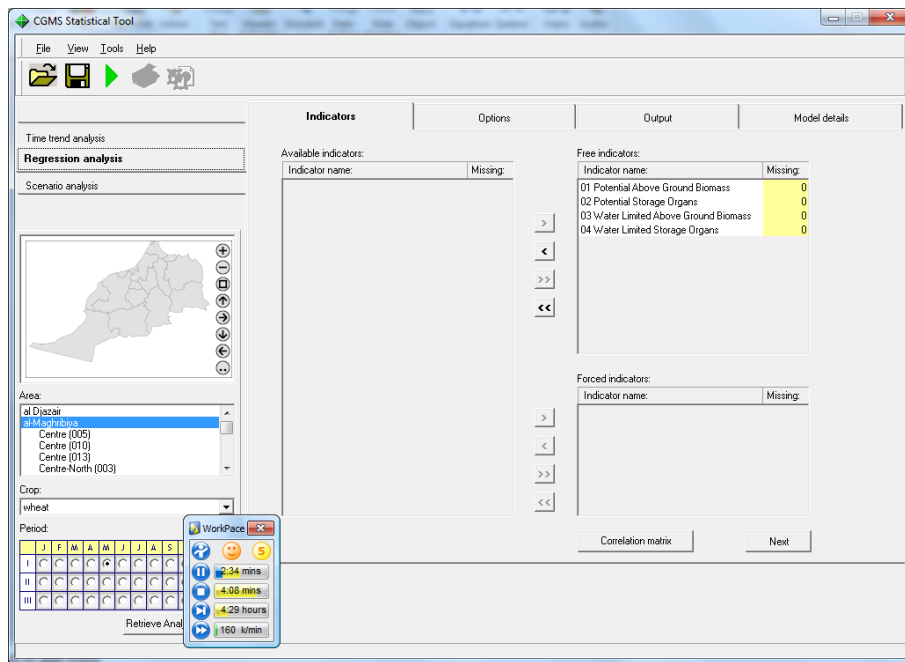 CGMS Statistical Tool
File View Tools Help
Time trend analysis
Regression analysis
Scenario analysis
Indicators Options Output Model details
Available indicators:
Indicator name: Missing:
Free indicators:
Indicator name: Missing:
01 Potential Above Ground Biomass 0
02 Potential Storage Organs 0
03 Water Limited Above Ground Biomass 0
04 Water Limited Storage Organs 0
>
<
>>
<<
Forced indicators:
Indicator name: Missing:
>
<
>>
<<
Correlation matrix Next
Area:
al Djazair
al-Maghribiya
Centre (005)
Centre (010)
Centre (013)
Centre-North (003)
Crop:
wheat
Period:
J F M A M J J A S
I
II
III
Retrieve Anal
WorkPace
5
2:34 mins
4:08 mins
4:29 hours
160 k/min